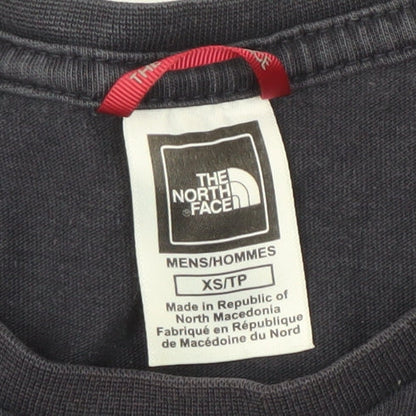 THE
THE
NORTH
FACE
MENS/HOMMES
XS/TP
Made in Republic of
North Macedonia
Fabriqué en République
de Macédoine du Nord